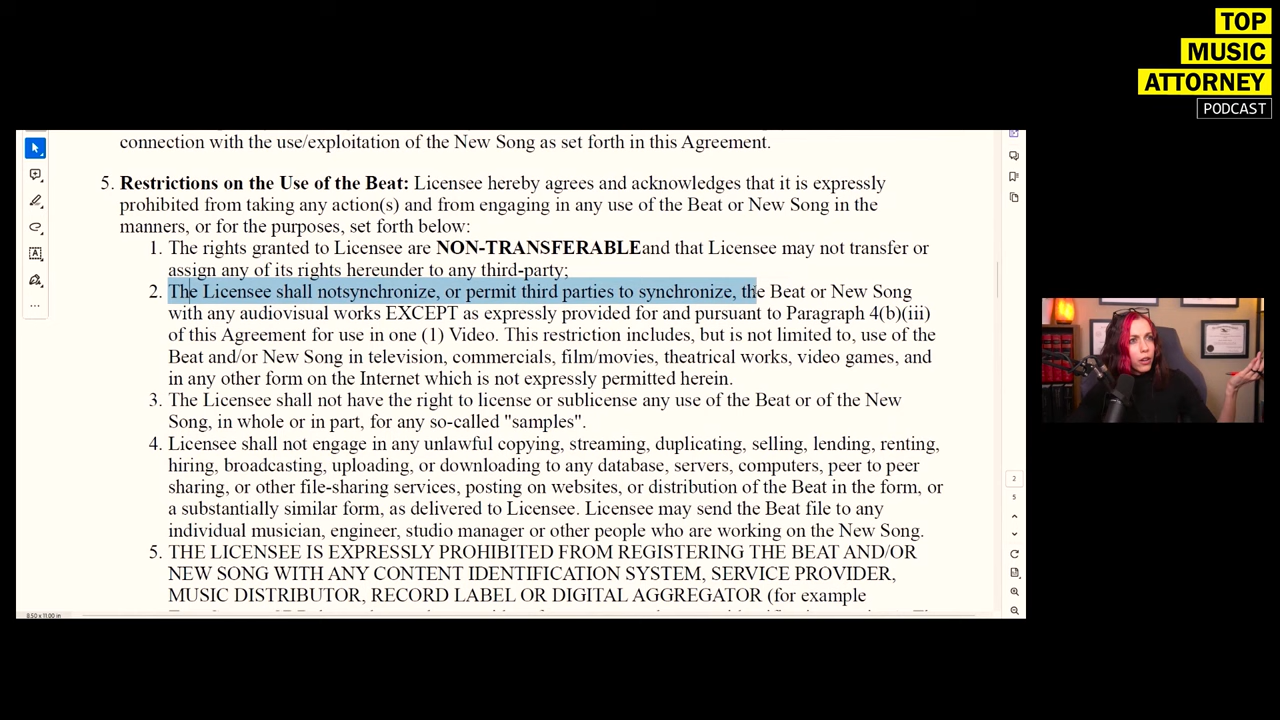 TOP
MUSIC
ATTORNEY
PODCAST
connection with the use/exploitation of the New Song as set forth in this Agreement.
5. Restrictions on the Use of the Beat: Licensee hereby agrees and acknowledges that it is expressly
prohibited from taking any action(s) and from engaging in any use of the Beat or New Song in the
manners, or for the purposes, set forth below:
1. The rights granted to Licensee are NON-TRANSFERABLEand that Licensee may not transfer or
assign any of its rights hereunder to any third-party;
2. The Licensee shall notsynchronize, or permit third parties to synchronize, the Beat or New Song
with any audiovisual works EXCEPT as expressly provided for and pursuant to Paragraph 4(b)(iii)
of this Agreement for use in one (1) Video. This restriction includes, but is not limited to, use of the
Beat and/or New Song in television, commercials, film/movies, theatrical works, video games, and
in any other form on the Internet which is not expressly permitted herein.
3. The Licensee shall not have the right to license or sublicense any use of the Beat or of the New
Song, in whole or in part, for any so-called "samples".
4. Licensee shall not engage in any unlawful copying, streaming, duplicating, selling, lending, renting,
hiring, broadcasting, uploading, or downloading to any database, servers, computers, peer to peer
sharing, or other file-sharing services, posting on websites, or distribution of the Beat in the form, or
a substantially similar form, as delivered to Licensee. Licensee may send the Beat file to any
individual musician, engineer, studio manager or other people who are working on the New Song.
5. THE LICENSEE IS EXPRESSLY PROHIBITED FROM REGISTERING THE BEAT AND/OR
NEW SONG WITH ANY CONTENT IDENTIFICATION SYSTEM, SERVICE PROVIDER,
MUSIC DISTRIBUTOR, RECORD LABEL OR DIGITAL AGGREGATOR (for example
2
5
8.50 x 11.00 in